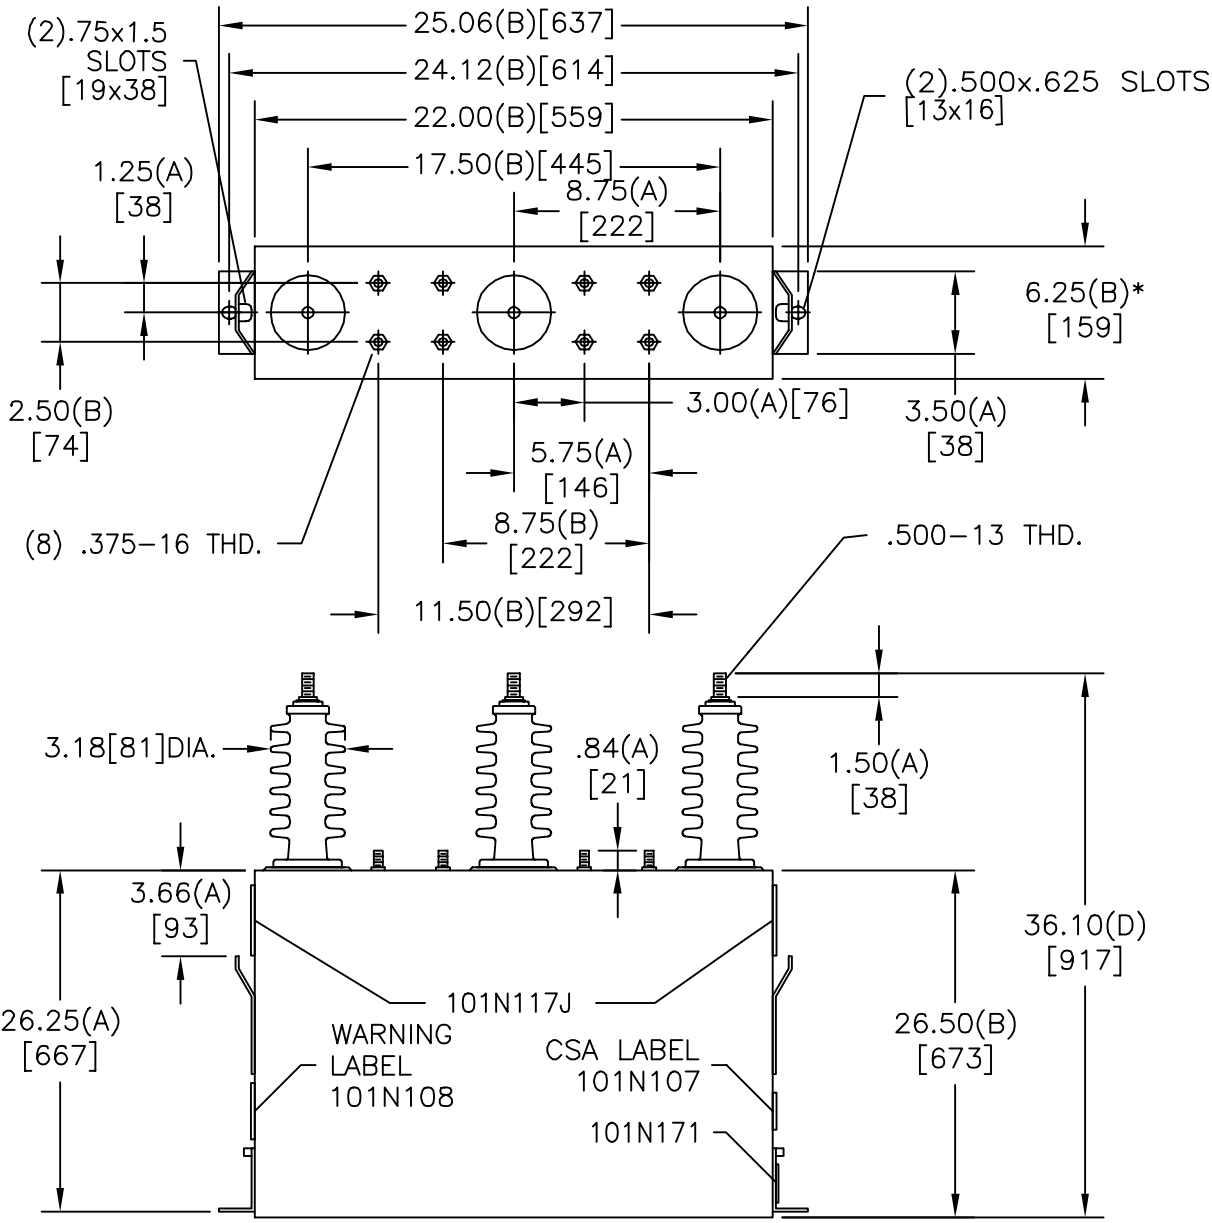 25.06(B)[637]
(2).75x1.5
SLOTS
[19x38]
24.12(B)[614]
(2).500x.625 SLOTS
[13x16]
22.00(B)[559]
17.50(B)[445]
1.25(A)
[38]
8.75(A)
[222]
6.25(B)*
[159]
2.50(B)
[74]
3.00(A)[76]
3.50(A)
[38]
5.75(A)
[146]
(8) .375-16 THD.
8.75(B)
[222]
.500-13 THD.
11.50(B)[292]
3.18[81]DIA.
.84(A)
[21]
1.50(A)
[38]
3.66(A)
[93]
36.10(D)
[917]
101N117J
26.25(A)
[667]
WARNING
LABEL
101N108
CSA LABEL
101N107
26.50(B)
[673]
101N171